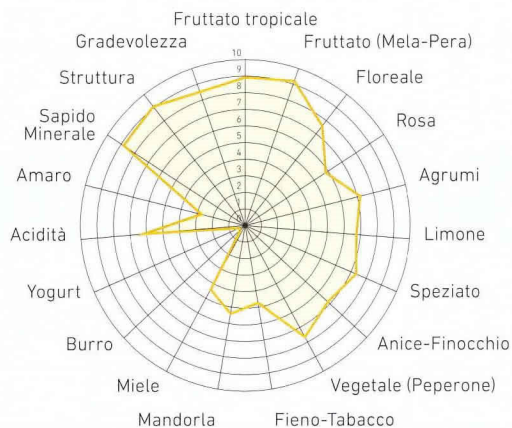 Fruttato tropicale
Gradevolezza
Fruttato (Mela-Pera)
Struttura
Floreale
Sapido
Minerale
Rosa
Amaro
Agrumi
Acidità
Limone
Yogurt
Speziato
Burro
Anice-Finocchio
Miele
Vegetale (Peperone)
Mandorla
Fieno-Tabacco
10
9
8
7
6
5
4
3
2
1
0